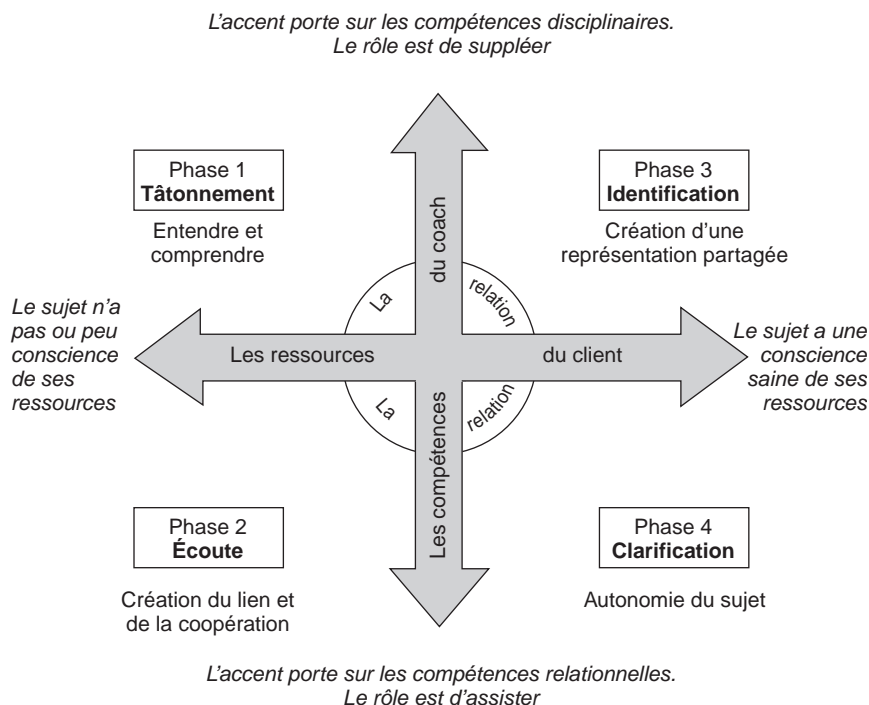 L'accent porte sur les compétences disciplinaires.
Le rôle est de suppléer
Phase 1
Tâtonnement
Entendre et
comprendre
Phase 3
Identification
Création d'une
représentation partagée
du coach
La
relation
Le sujet n'a
pas ou peu
conscience
de ses
ressources
Les ressources
du client
Le sujet a une
conscience
saine de ses
ressources
La
relation
Les compétences
Phase 2
Écoute
Création du lien et
de la coopération
Phase 4
Clarification
Autonomie du sujet
L'accent porte sur les compétences relationnelles.
Le rôle est d'assister